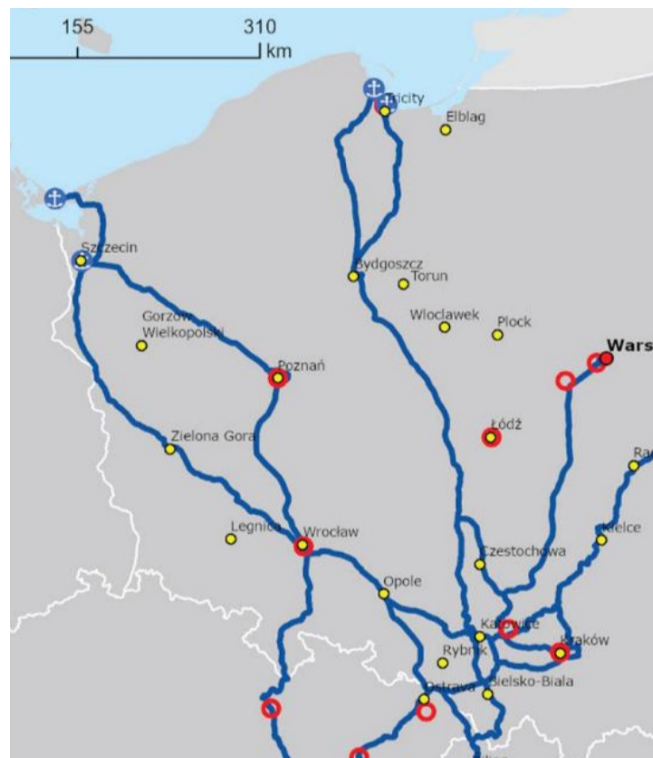 155
310
km
Tricity
Elblag
Szczecin
Bydgoszcz
Torun
Gorzów
Wielkopolski
Wloclawek
Plock
Wars
Poznań
Łódź
Zielona Gora
Ra
Legnica
Wrocław
Kielce
Czestochowa
Opole
Katowice
Kraków
Rybnik
Ostrava
Bielsko-Biala